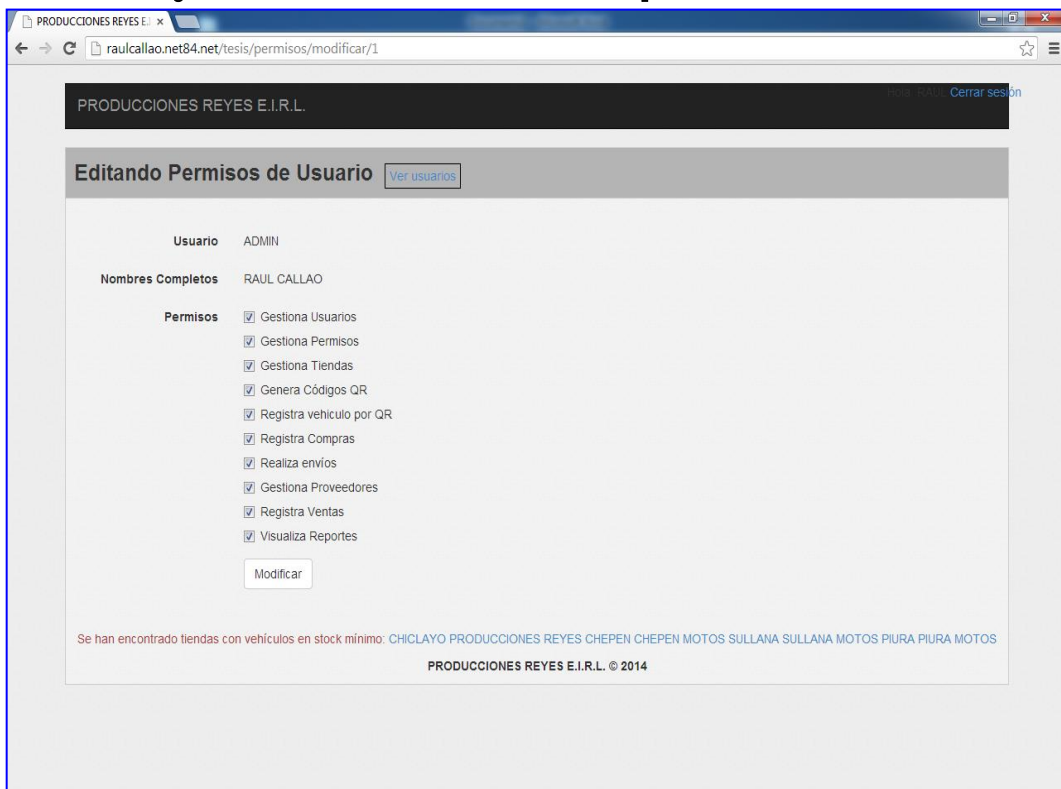 PRODUCCIONES REYES E.I
raulcallao.net84.net/tesis/permisos/modificar/1
PRODUCCIONES REYES E.I.R.L.
Hola: RAUL Cerrar sesión
Editando Permisos de Usuario Ver usuarios
Usuario ADMIN
Nombres Completos RAUL CALLAO
Permisos Gestiona Usuarios
Gestiona Permisos
Gestiona Tiendas
Genera Códigos QR
Registra vehiculo por QR
Registra Compras
Realiza envíos
Gestiona Proveedores
Registra Ventas
Visualiza Reportes
Modificar
Se han encontrado tiendas con vehículos en stock mínimo: CHICLAYO PRODUCCIONES REYES CHEPEN CHEPEN MOTOS SULLANA SULLANA MOTOS PIURA PIURA MOTOS
PRODUCCIONES REYES E.I.R.L. © 2014